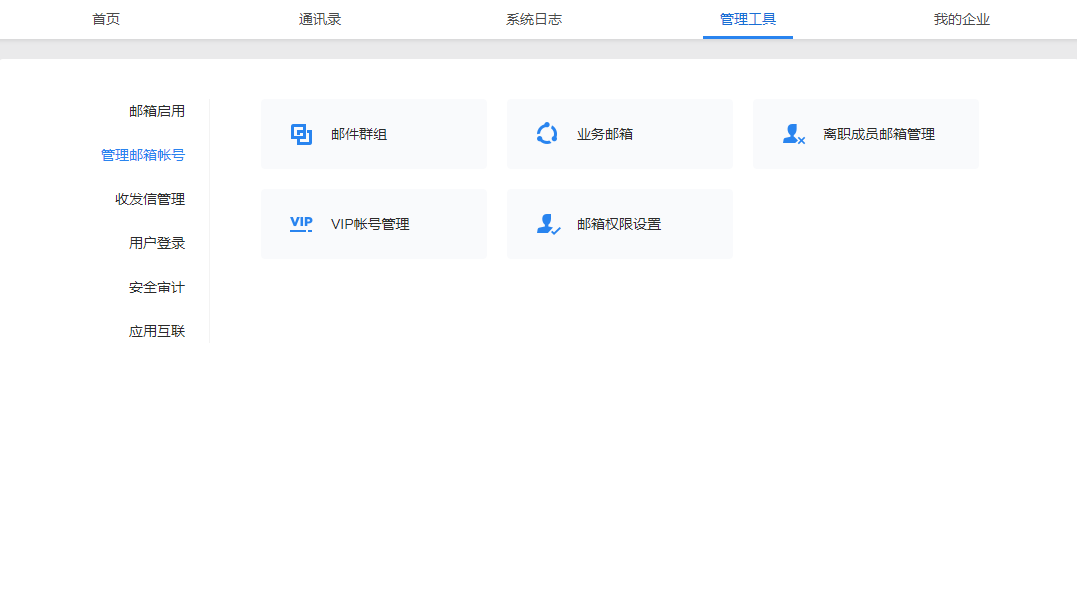 首页 通讯录 系统日志 管理工具 我的企业
邮箱启用
管理邮箱帐号
收发信管理
用户登录
安全审计
应用互联
邮件群组 业务邮箱 离职成员邮箱管理
VIP VIP帐号管理 邮箱权限设置